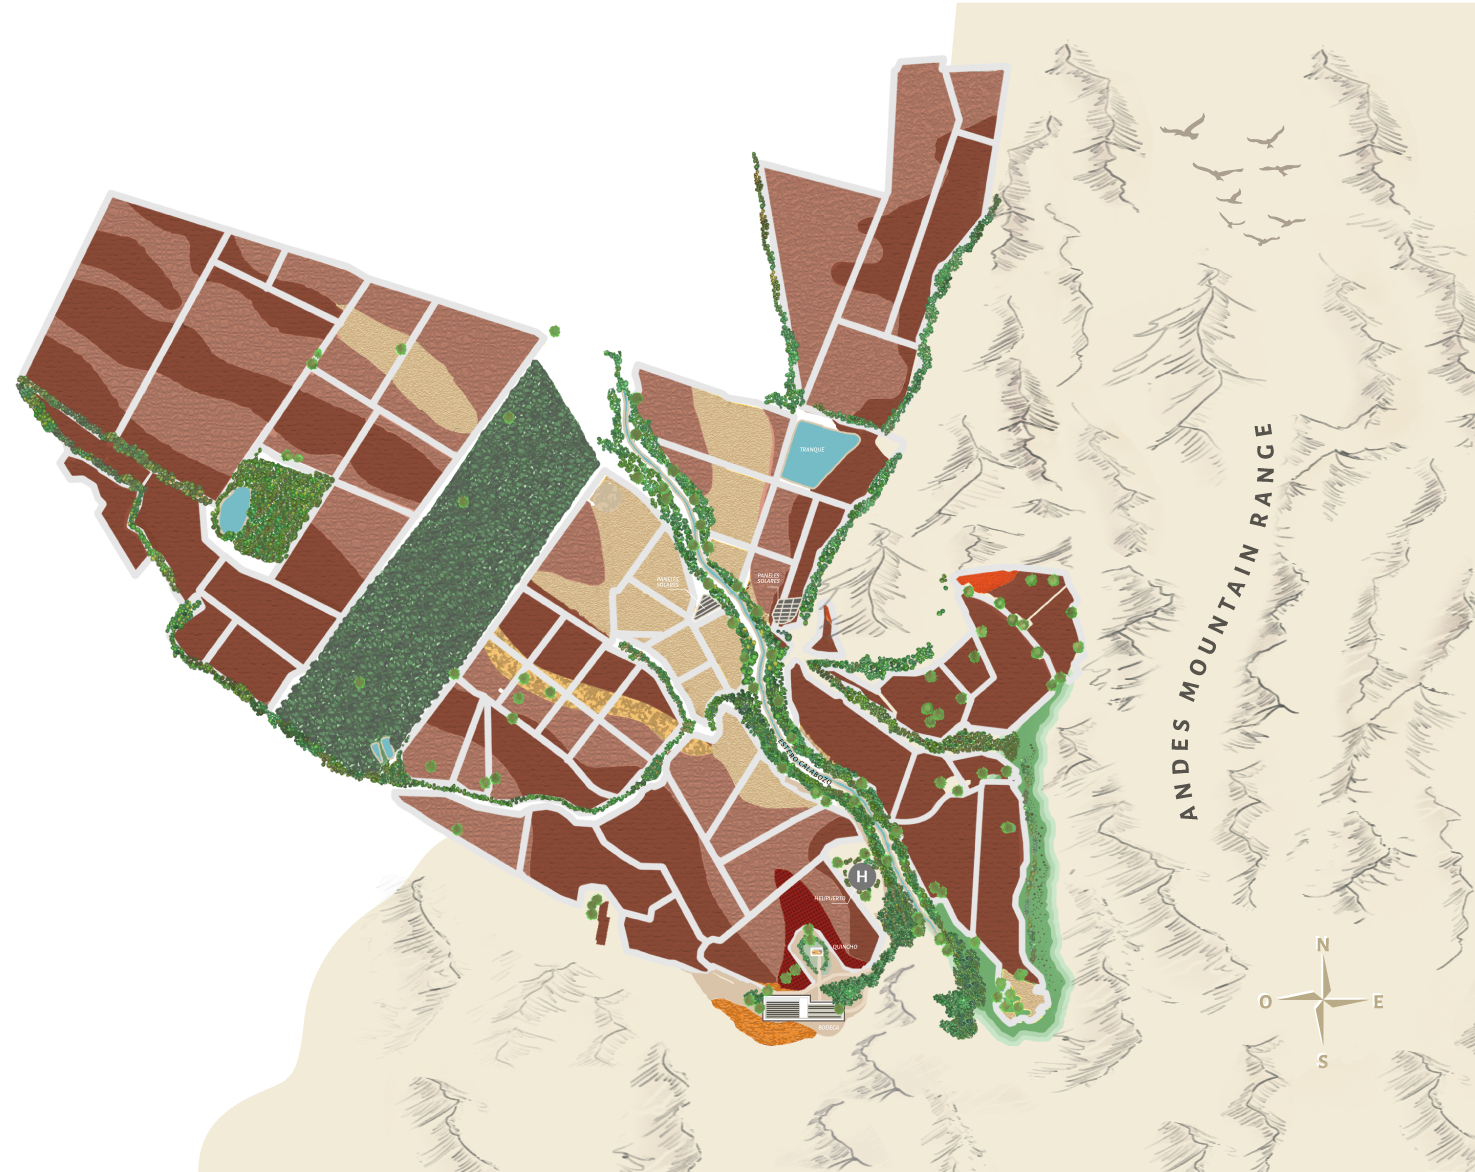 TRANQUE
PANELES
SOLARES
PANELES
SOLARES
ANDES MOUNTAIN RANGE
ESTERO CALABOZO
H
HELIPUERTO
QUINCHO
BODEGA
N
O
E
S